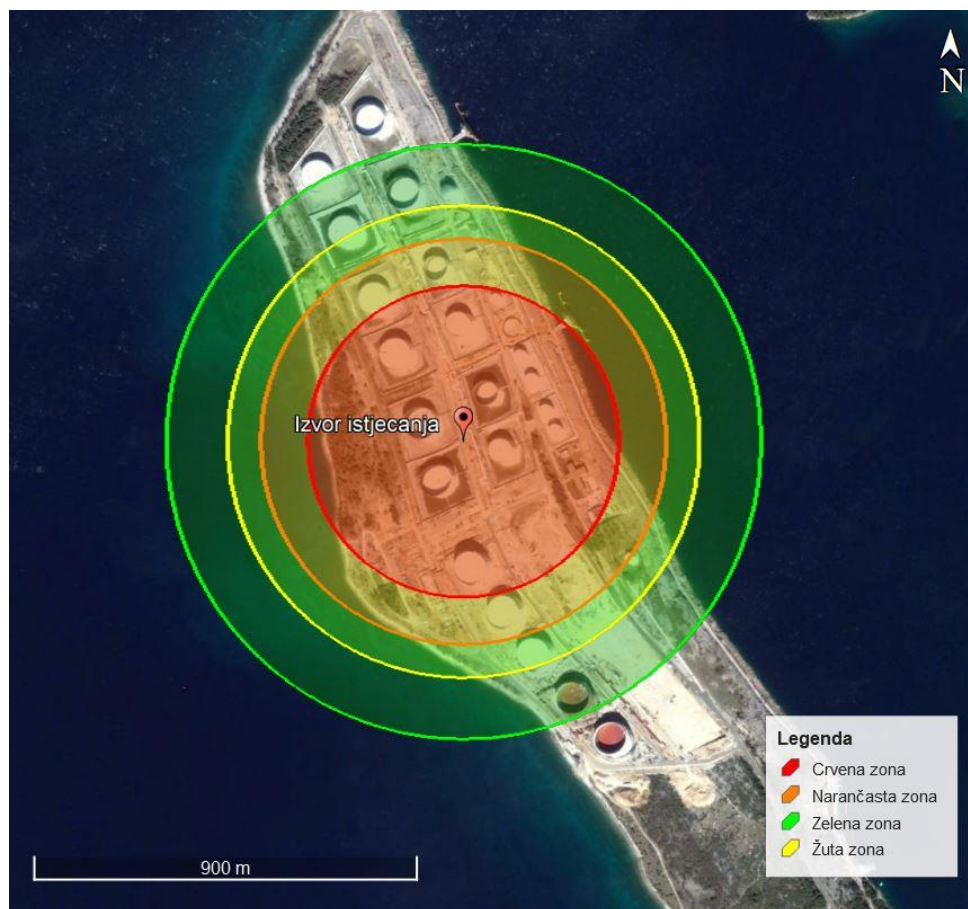 N
Izvor istjecanja
Legenda
Crvena zona
Narančasta zona
Zelena zona
Žuta zona
900 m